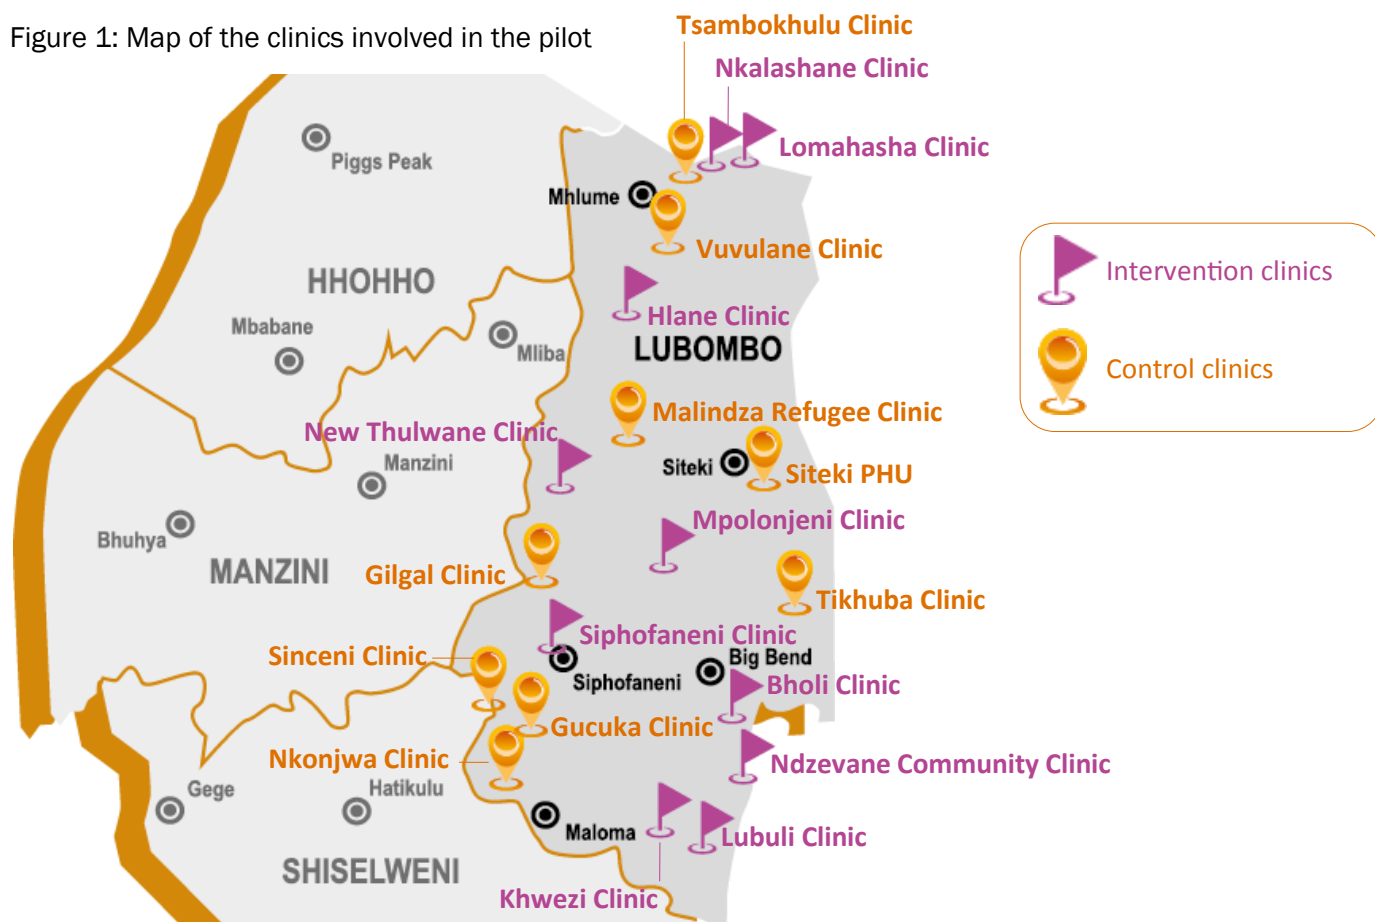 Figure 1: Map of the clinics involved in the pilot
Tsambokhulu Clinic
Nkalashane Clinic
Lomahasha Clinic
Piggs Peak
Mhlume
Vuvulane Clinic
Intervention clinics
HHOHHO
Hlane Clinic
Mbabane
Mliba
LUBOMBO
Control clinics
Malindza Refugee Clinic
New Thulwane Clinic
Manzini
Siteki
Siteki PHU
Mpolonjeni Clinic
Bhuhya
MANZINI
Gilgal Clinic
Tikhuba Clinic
Siphofaneni Clinic
Sinceni Clinic
Big Bend
Siphofaneni
Bholi Clinic
Gucuka Clinic
Nkonjwa Clinic
Ndzevane Community Clinic
Gege
Hatikulu
Maloma
Lubuli Clinic
SHISELWENI
Khwezi Clinic